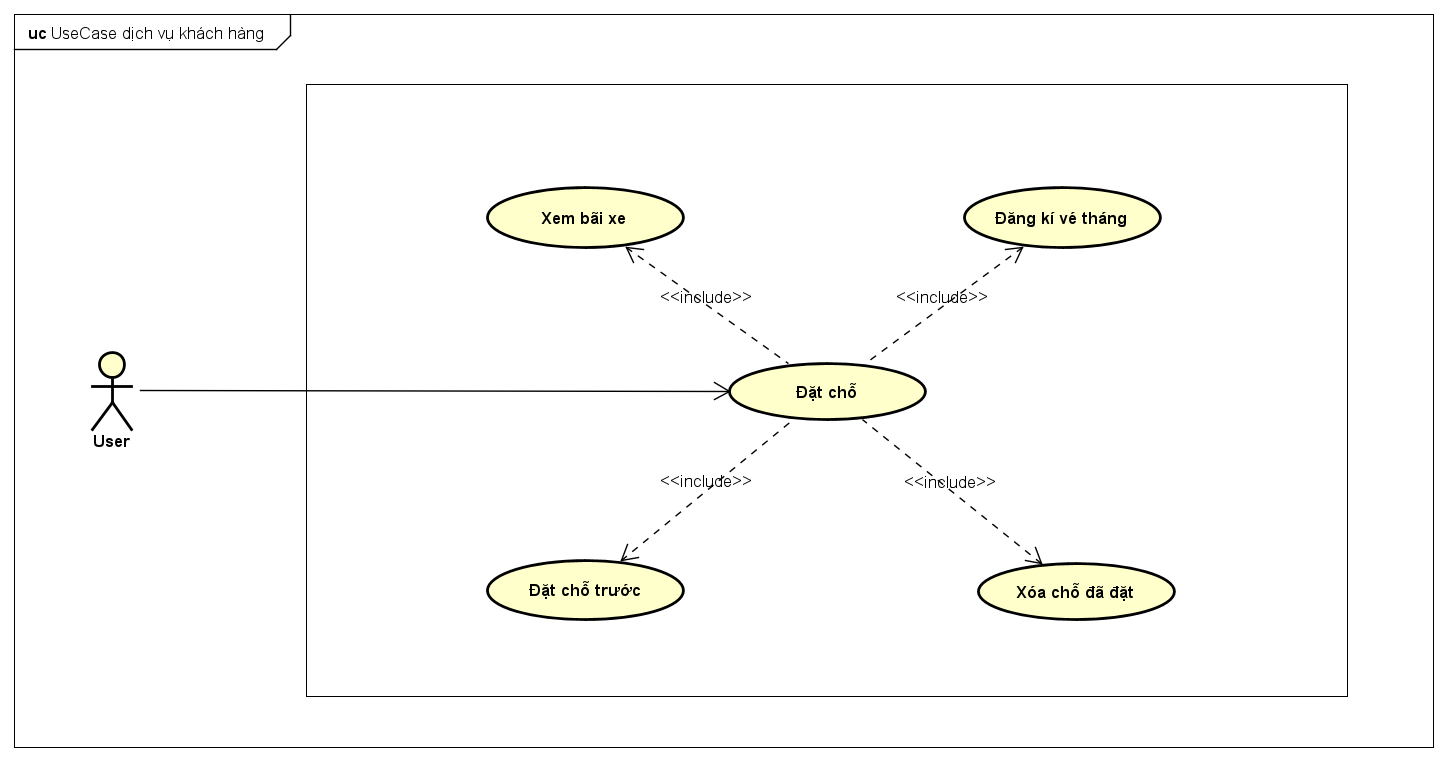 uc UseCase dịch vụ khách hàng
Xem bãi xe
Đăng kí vé tháng
<<include>>
<<include>>
Đặt chỗ
User
<<include>>
<<include>>
Đặt chỗ trước
Xóa chỗ đã đặt